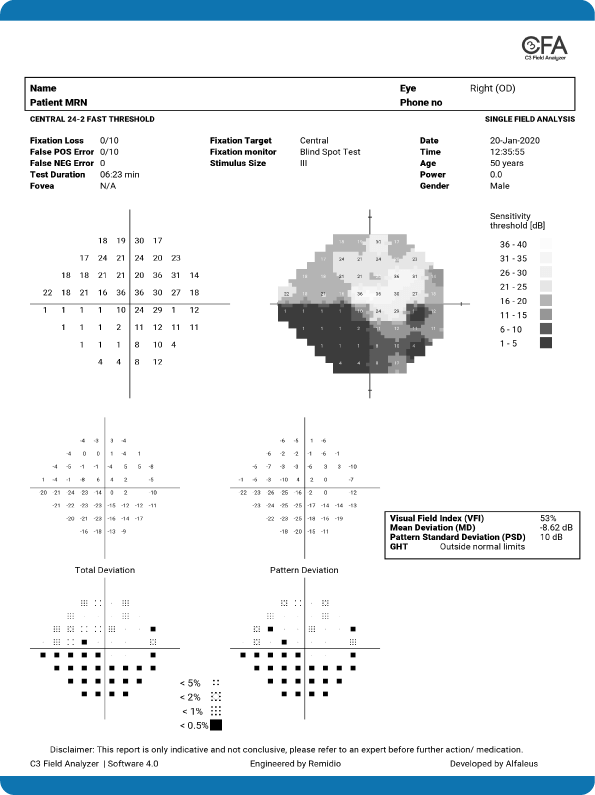 CFA
C3 Field Analyzer
Name Eye Right (OD)
Patient MRN Phone no
CENTRAL 24-2 FAST THRESHOLD SINGLE FIELD ANALYSIS
Fixation Loss 0/10 Fixation Target Central Date 20-Jan-2020
False POS Error 0/10 Fixation monitor Blind Spot Test Time 12:35:55
False NEG Error 0 Stimulus Size III Age 50 years
Test Duration 06:23 min Power 0.0
Fovea N/A Gender Male
Sensitivity
threshold [dB]
36 - 40
31 - 35
26 - 30
21 - 25
16 - 20
11 - 15
6 - 10
1 - 5
18 19 30 17
17 24 21 24 20 23
18 18 21 21 20 36 31 14
22 18 21 16 36 36 30 27 18
1 1 1 1 10 24 29 1 12
1 1 1 2 11 12 11 11
1 1 1 8 10 4
4 4 8 12
-4 -3 3 -4
-4 0 0 1 -4 1
-4 -5 -1 -1 -4 5 5 -8
1 -4 -1 -8 6 4 2 -5
-20 -21 -24 -23 -14 0 2 -10
-21 -22 -23 -23 -15 -12 -12 -11
-20 -21 -23 -16 -14 -17
-16 -18 -13 -9
-6 -5 1 -6
-6 -2 -2 -1 -6 -1
-6 -7 -3 -3 -6 3 3 -10
-1 -6 -3 -10 4 2 0 -7
-22 -23 -26 -25 -16 -2 0 -12
-23 -24 -25 -25 -17 -14 -14 -13
-22 -23 -25 -18 -16 -19
-18 -20 -15 -11
Visual Field Index (VFI) 53%
Mean Deviation (MD) -8.62 dB
Pattern Standard Deviation (PSD) 10 dB
GHT Outside normal limits
Total Deviation Pattern Deviation
< 5%
< 2%
< 1%
< 0.5%
Disclaimer: This report is only indicative and not conclusive, please refer to an expert before further action/ medication.
C3 Field Analyzer | Software 4.0 Engineered by Remidio Developed by Alfaleus